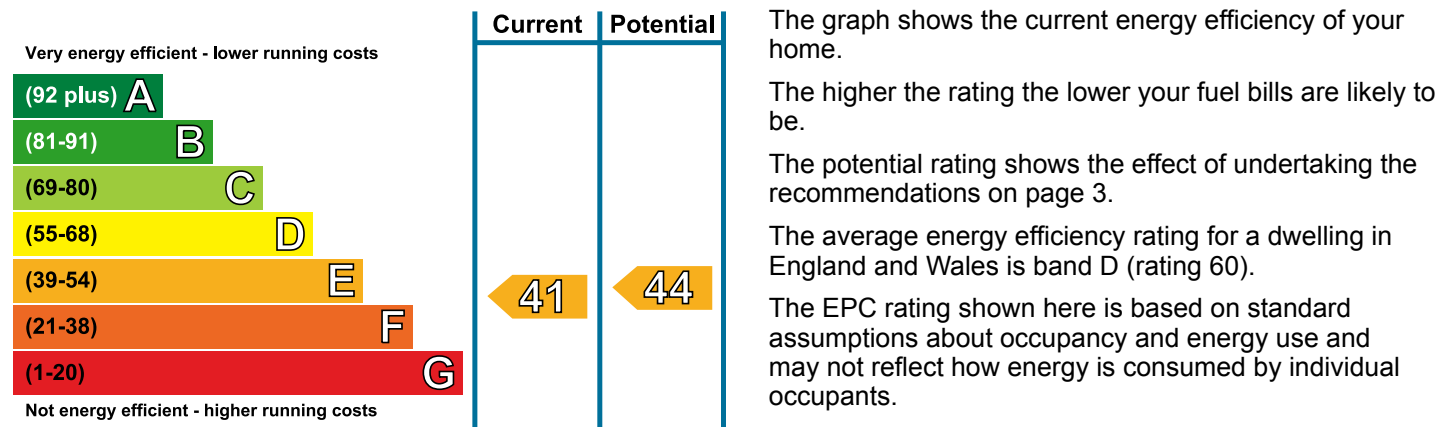 Current Potential
Very energy efficient - lower running costs
(92 plus) A
(81-91) B
(69-80) C
(55-68) D
(39-54) E
(21-38) F
(1-20) G
Not energy efficient - higher running costs
41 44
The graph shows the current energy efficiency of your
home.
The higher the rating the lower your fuel bills are likely to
be.
The potential rating shows the effect of undertaking the
recommendations on page 3.
The average energy efficiency rating for a dwelling in
England and Wales is band D (rating 60).
The EPC rating shown here is based on standard
assumptions about occupancy and energy use and
may not reflect how energy is consumed by individual
occupants.